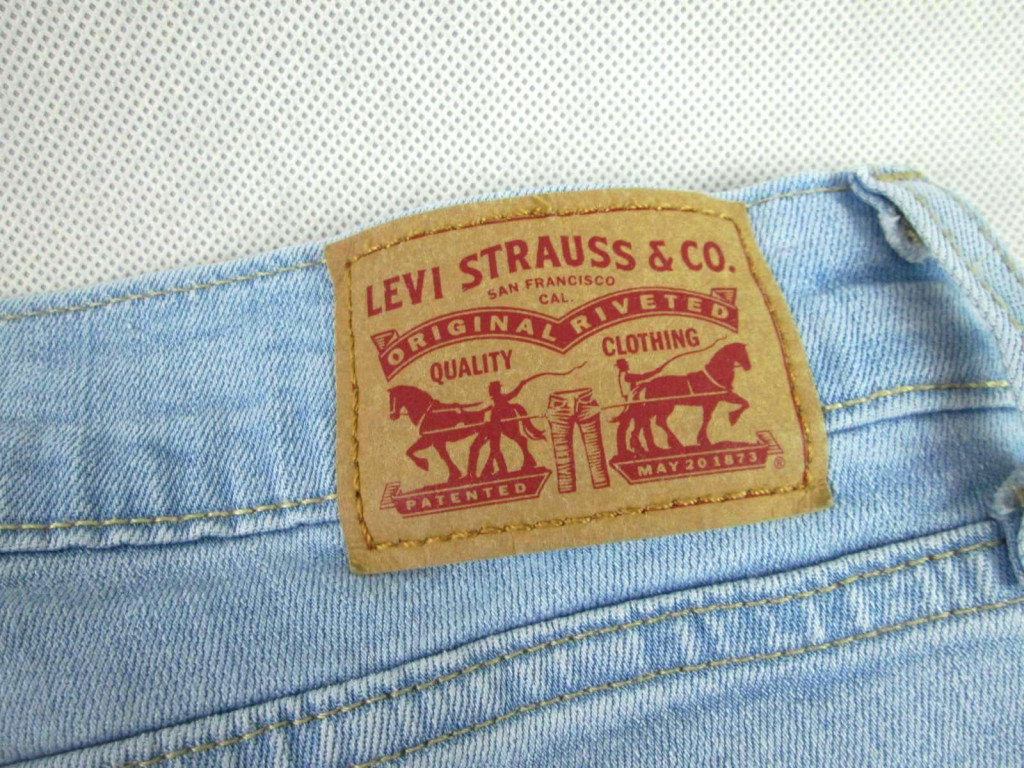 LEVI STRAUSS & CO.
SAN FRANCISCO
CAL.
ORIGINAL RIVETED
QUALITY CLOTHING
PATENTED MAY 20 1873 ®